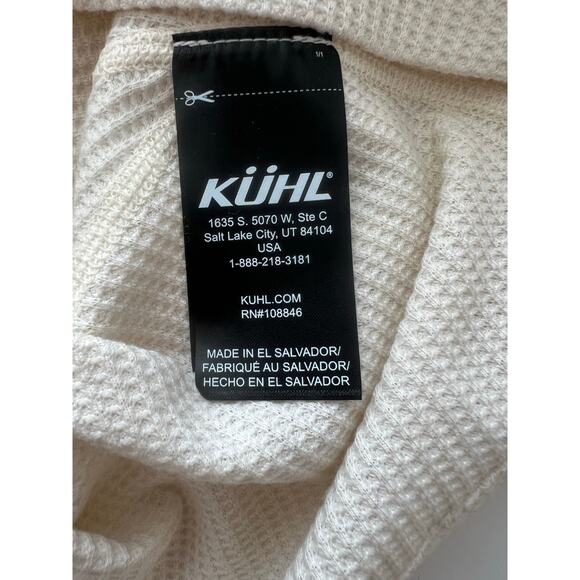 1/1
KÜHL®
1635 S. 5070 W, Ste C
Salt Lake City, UT 84104
USA
1-888-218-3181
KUHL.COM
RN#108846
MADE IN EL SALVADOR/
FABRIQUÉ AU SALVADOR/
HECHO EN EL SALVADOR